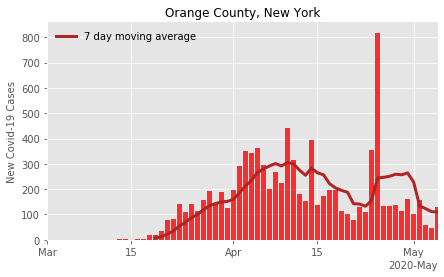 Orange County, New York
7 day moving average
New Covid-19 Cases
800
700
600
500
400
300
200
100
0
Mar
15
Apr
15
May
2020-May